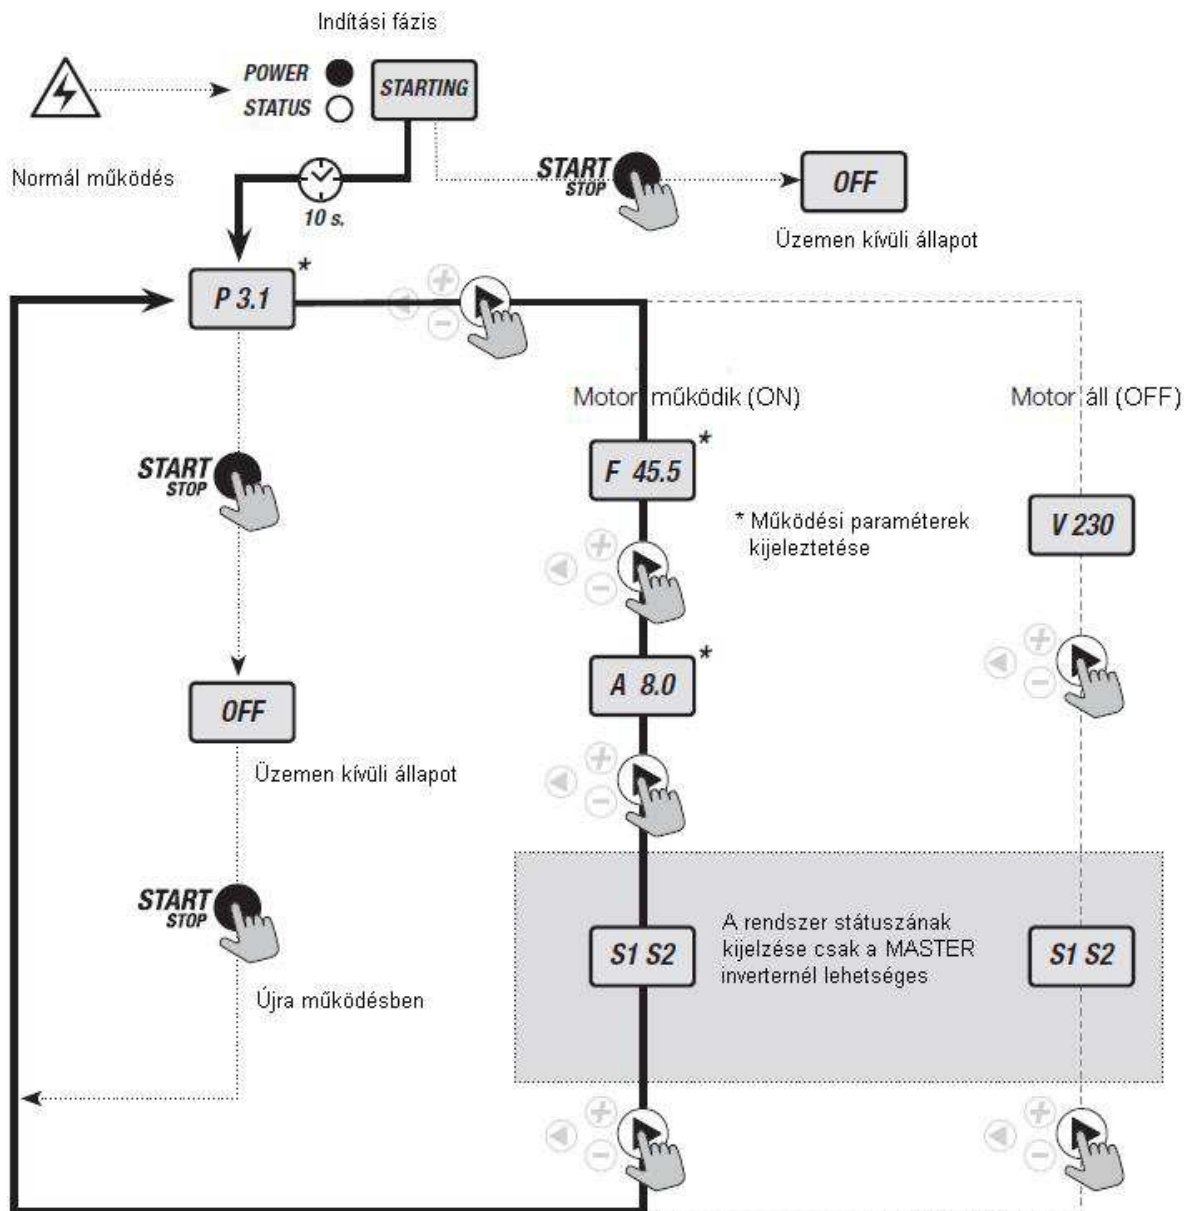 Indítási fázis
POWER
STATUS
STARTING
Normál működés
10 s.
START
STOP
OFF
Üzemen kívüli állapot
P 3.1
*
Motor működik (ON)
Motor áll (OFF)
F 45.5
*
START
STOP
* Működési paraméterek
kijeleztetése
V 230
A 8.0
*
OFF
Üzemen kívüli állapot
START
STOP
S1 S2
A rendszer státuszának
kijelzése csak a MASTER
inverternél lehetséges
S1 S2
Újra működésben